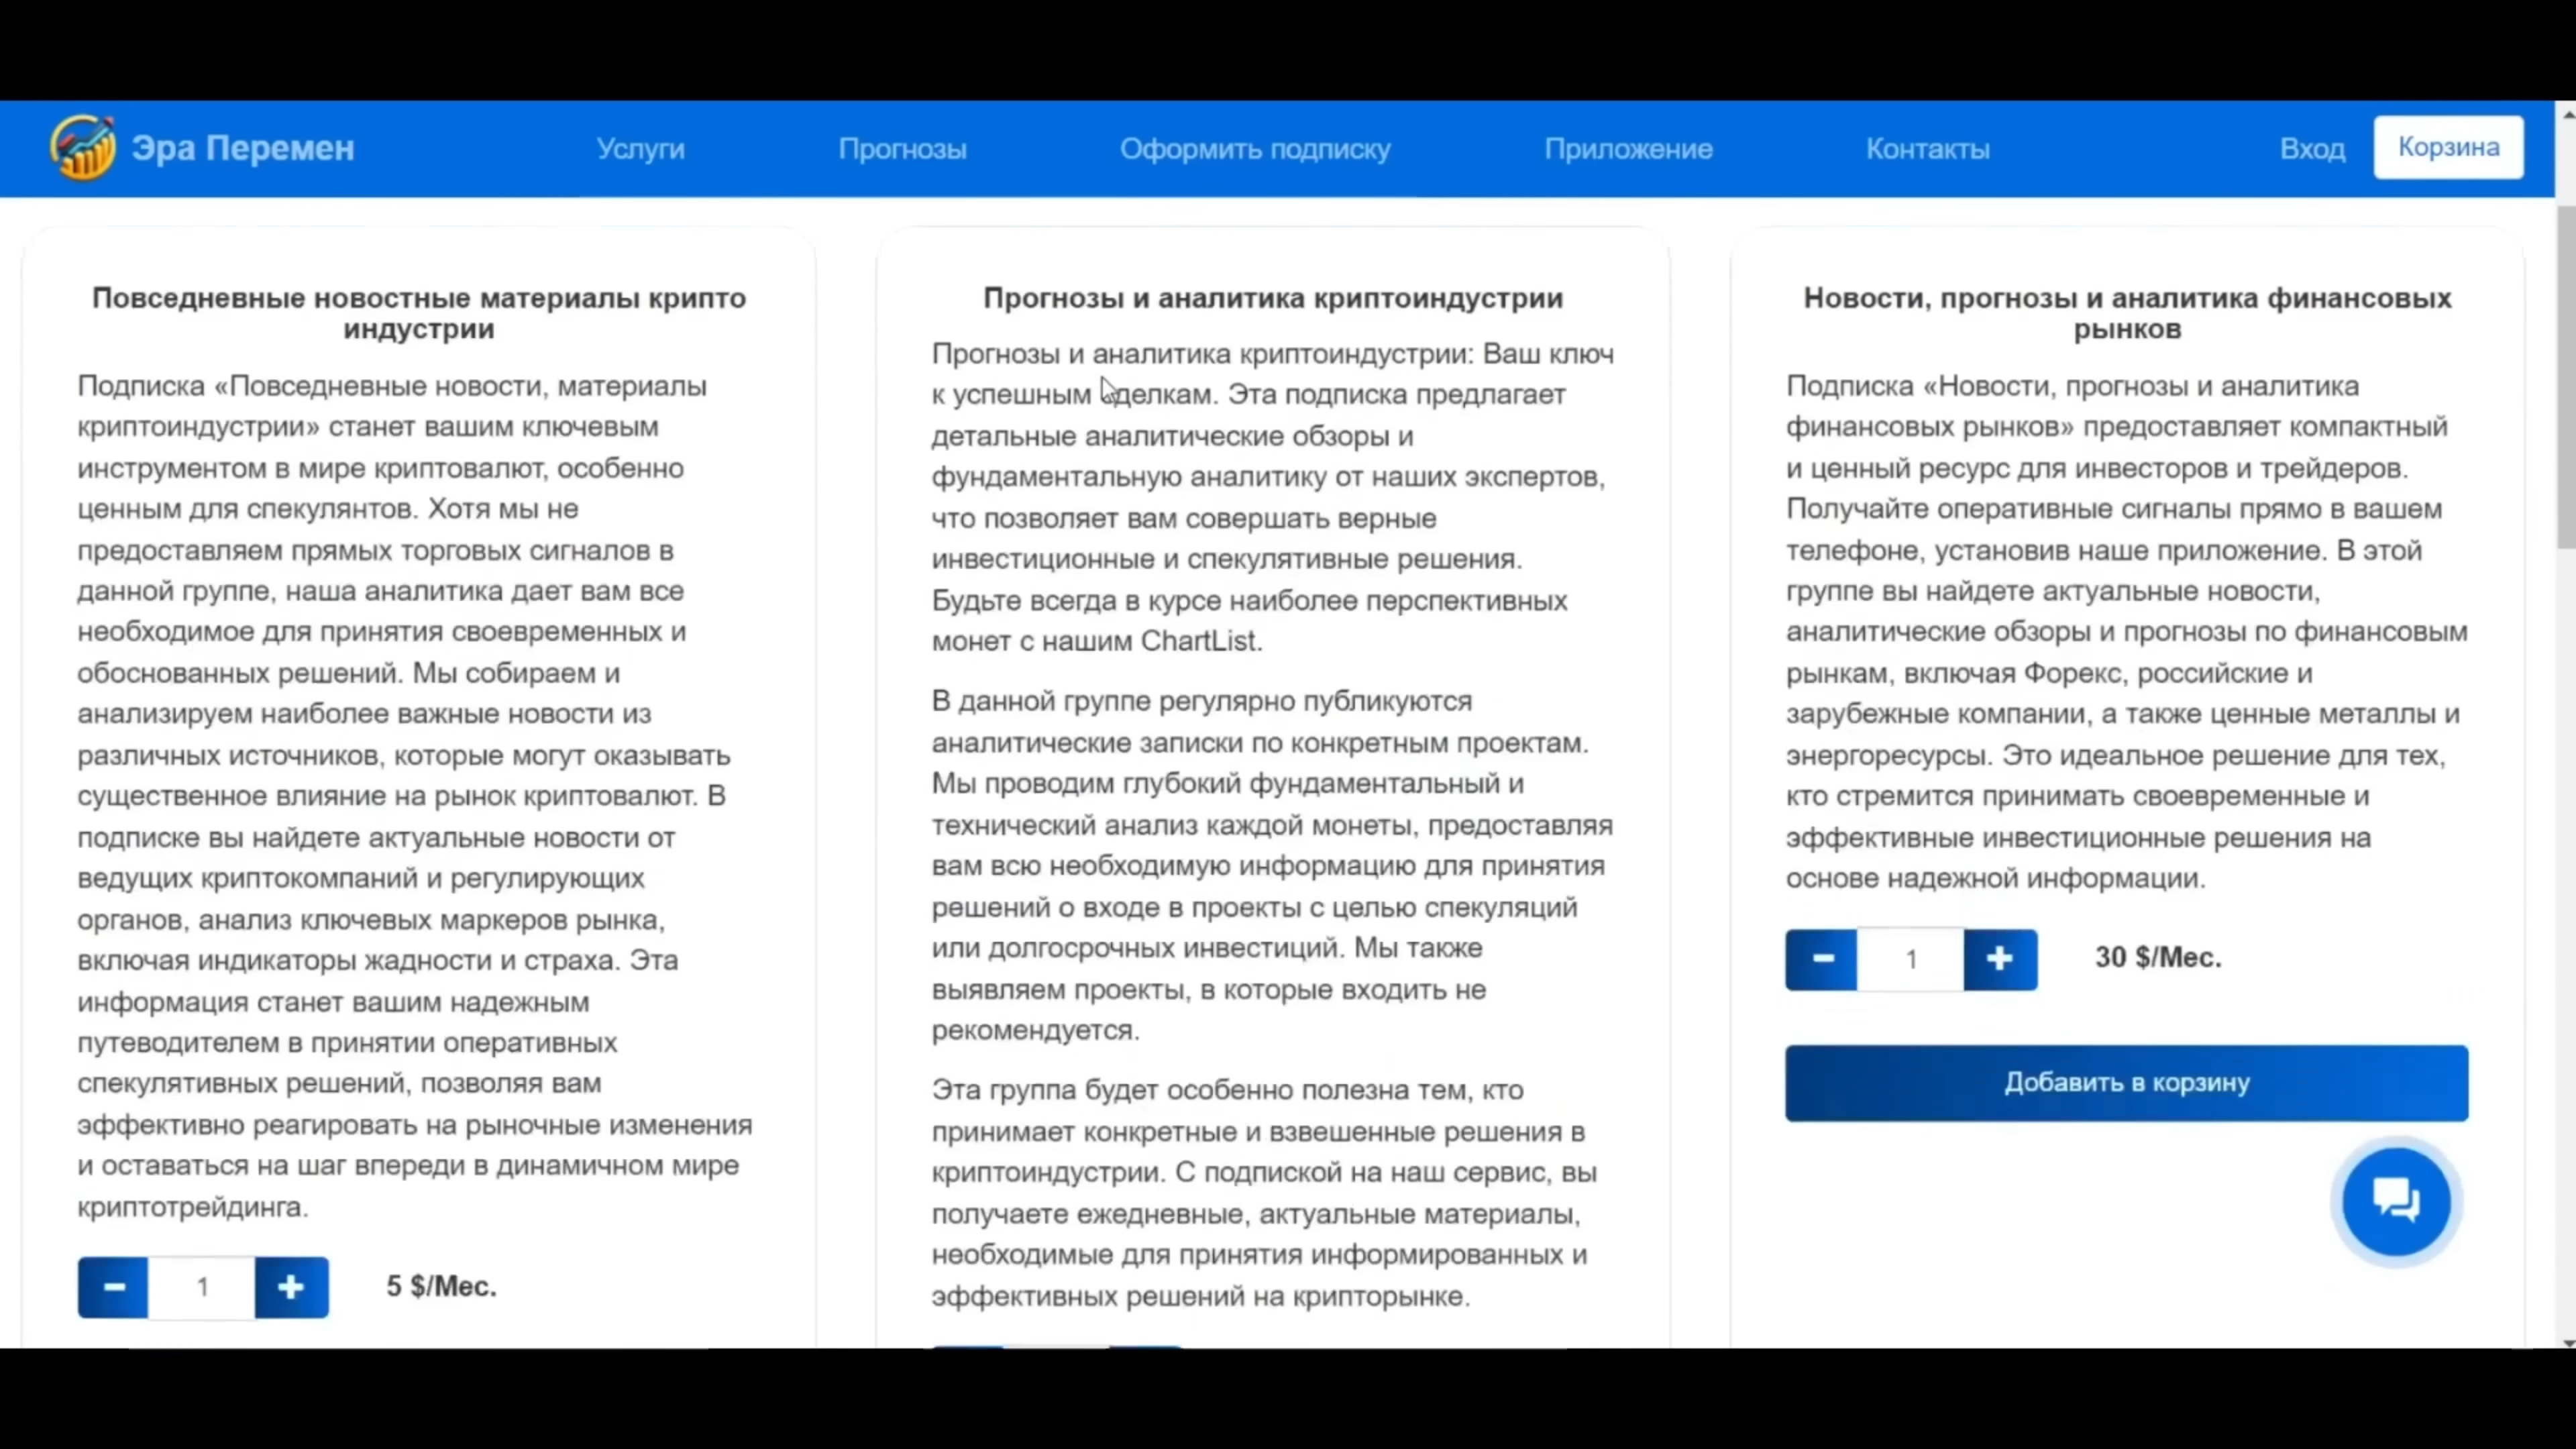 Эра Перемен
Услуги
Прогнозы
Оформить подписку
Приложение
Контакты
Вход
Корзина
Повседневные новостные материалы крипто
индустрии
Подписка «Повседневные новости, материалы
криптоиндустрии» станет вашим ключевым
инструментом в мире криптовалют, особенно
ценным для спекулянтов. Хотя мы не
предоставляем прямых торговых сигналов в
данной группе, наша аналитика дает вам все
необходимое для принятия своевременных и
обоснованных решений. Мы собираем и
анализируем наиболее важные новости из
различных источников, которые могут оказывать
существенное влияние на рынок криптовалют. В
подписке вы найдете актуальные новости от
ведущих криптокомпаний и регулирующих
органов, анализ ключевых маркеров рынка,
включая индикаторы жадности и страха. Эта
информация станет вашим надежным
путеводителем в принятии оперативных
спекулятивных решений, позволяя вам
эффективно реагировать на рыночные изменения
и оставаться на шаг впереди в динамичном мире
криптотрейдинга.
1
5 $/Мес.
Прогнозы и аналитика криптоиндустрии
Прогнозы и аналитика криптоиндустрии: Ваш ключ
к успешным сделкам. Эта подписка предлагает
детальные аналитические обзоры и
фундаментальную аналитику от наших экспертов,
что позволяет вам совершать верные
инвестиционные и спекулятивные решения.
Будьте всегда в курсе наиболее перспективных
монет с нашим ChartList.
В данной группе регулярно публикуются
аналитические записки по конкретным проектам.
Мы проводим глубокий фундаментальный и
технический анализ каждой монеты, предоставляя
вам всю необходимую информацию для принятия
решений о входе в проекты с целью спекуляций
или долгосрочных инвестиций. Мы также
выявляем проекты, в которые входить не
рекомендуется.
Эта группа будет особенно полезна тем, кто
принимает конкретные и взвешенные решения в
криптоиндустрии. С подпиской на наш сервис, вы
получаете ежедневные, актуальные материалы,
необходимые для принятия информированных и
эффективных решений на крипторынке.
Новости, прогнозы и аналитика финансовых
рынков
Подписка «Новости, прогнозы и аналитика
финансовых рынков» предоставляет компактный
и ценный ресурс для инвесторов и трейдеров.
Получайте оперативные сигналы прямо в вашем
телефоне, установив наше приложение. В этой
группе вы найдете актуальные новости,
аналитические обзоры и прогнозы по финансовым
рынкам, включая Форекс, российские и
зарубежные компании, а также ценные металлы и
энергоресурсы. Это идеальное решение для тех,
кто стремится принимать своевременные и
эффективные инвестиционные решения на
основе надежной информации.
1
30 $/Мес.
Добавить в корзину